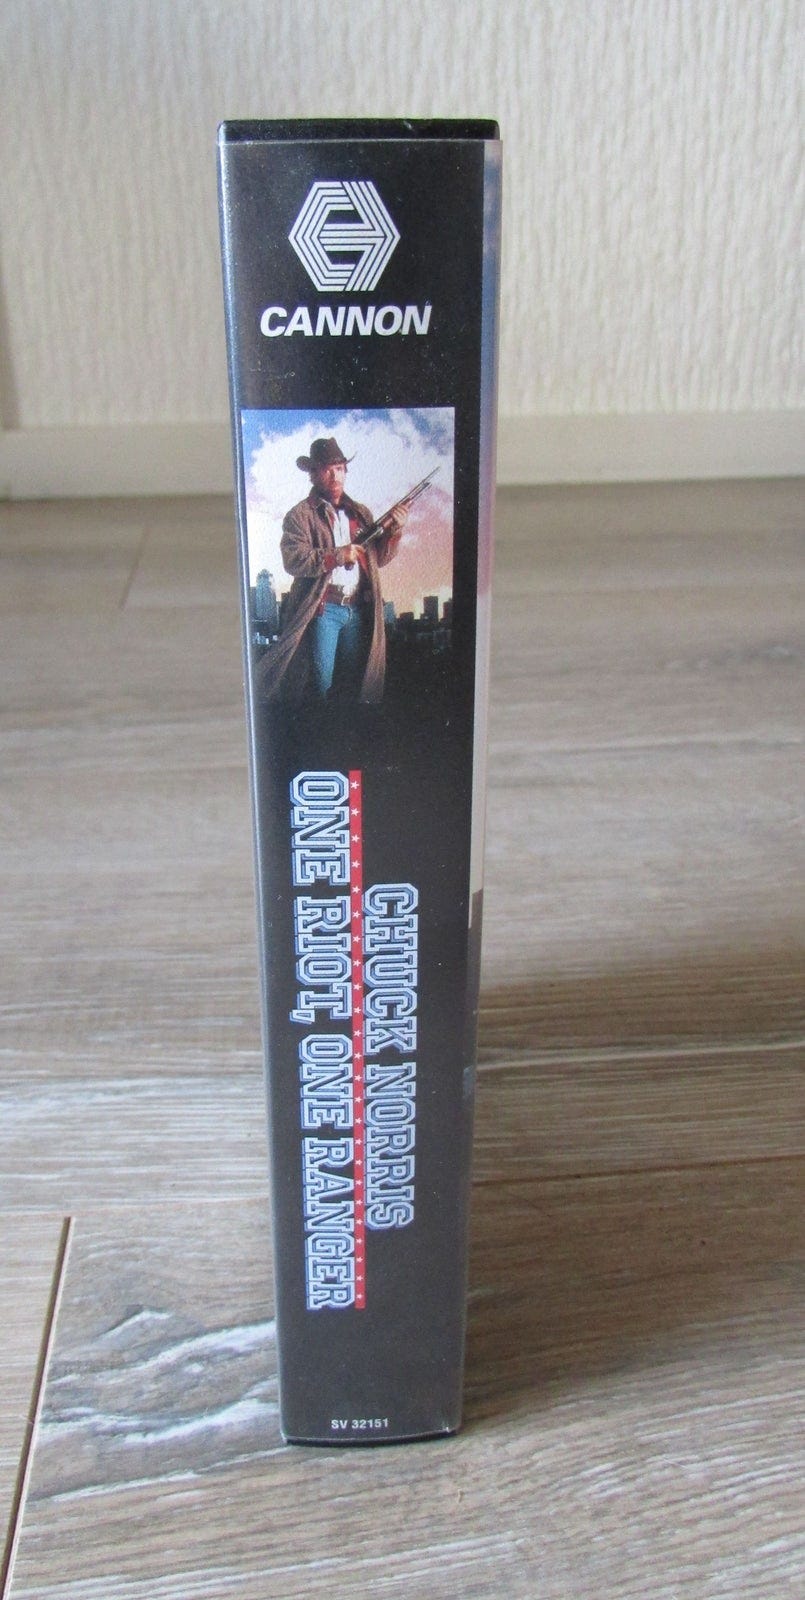 CANNON
CHUCK NORRIS
ONE RIOT, ONE RANGER
SV 32151